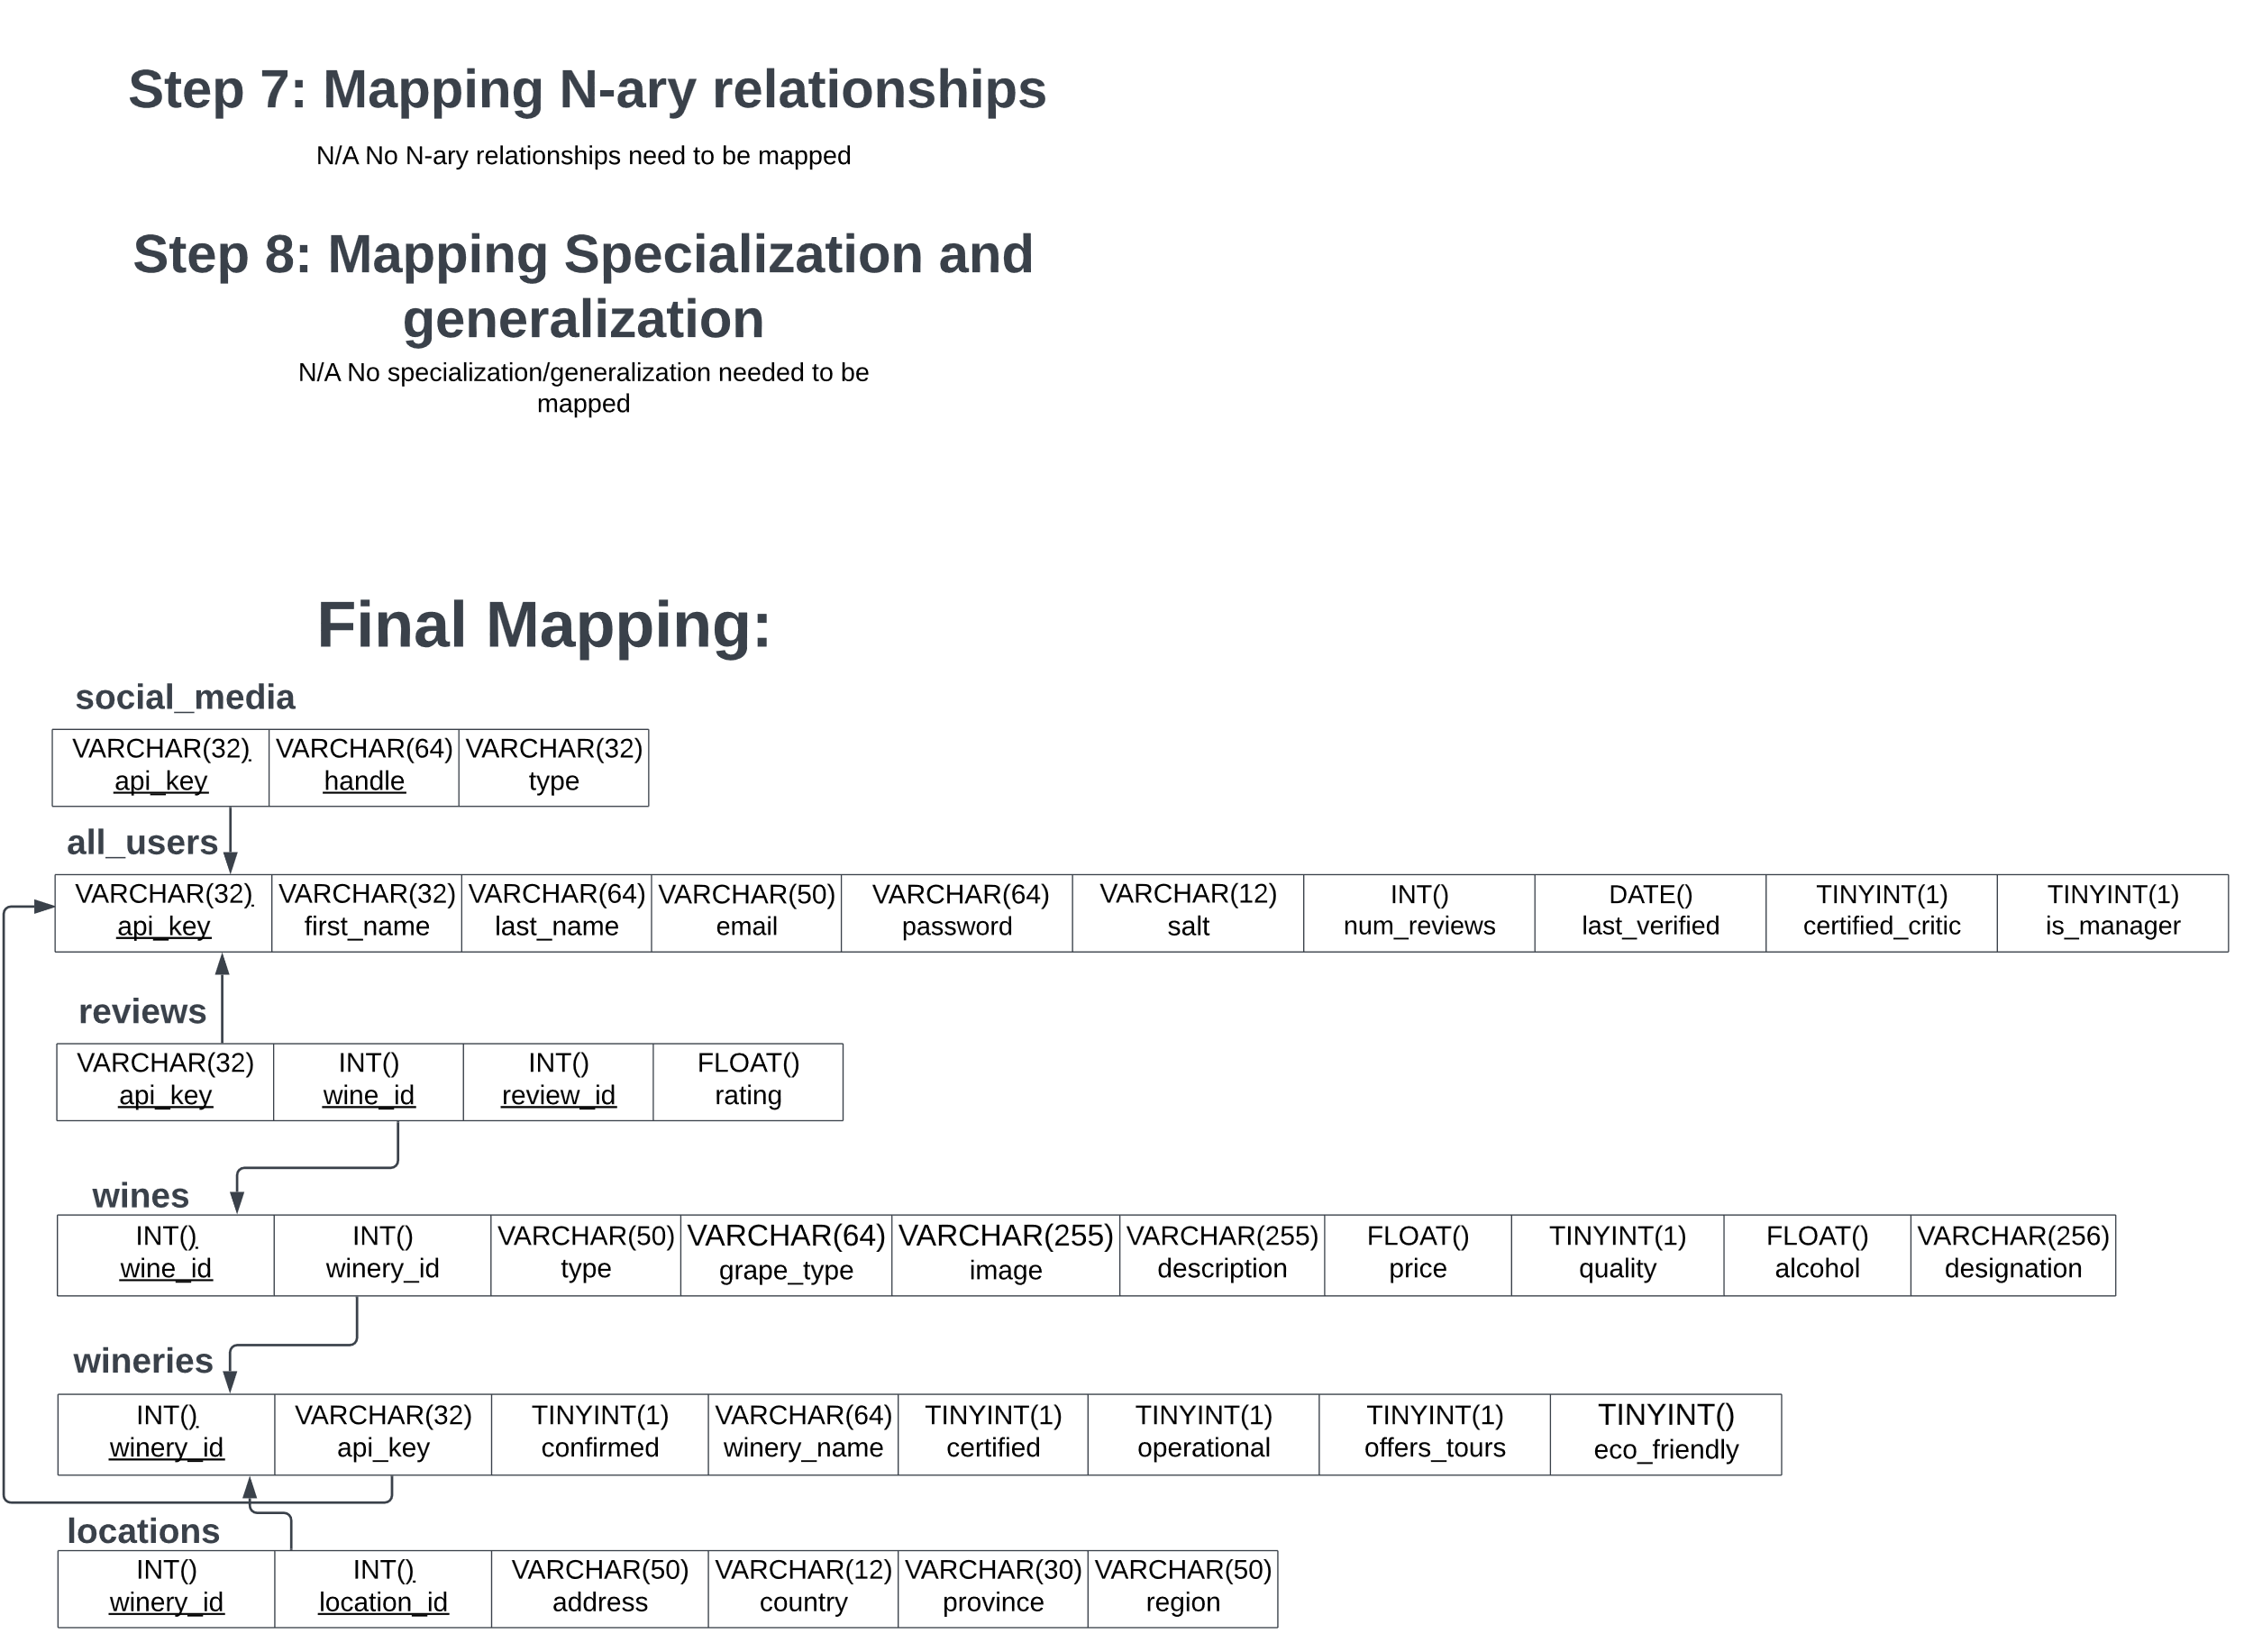 Step 7: Mapping N-ary relationships
N/A No N-ary relationships need to be mapped
Step 8: Mapping Specialization and
generalization
N/A No specialization/generalization needed to be
mapped
Final Mapping:
social_media
VARCHAR(32) VARCHAR(64) VARCHAR(32)
api_key handle type
all_users
VARCHAR(32) VARCHAR(32) VARCHAR(64) VARCHAR(50) VARCHAR(64) VARCHAR(12) INT() DATE() TINYINT(1) TINYINT(1)
api_key first_name last_name email password salt num_reviews last_verified certified_critic is_manager
reviews
VARCHAR(32) INT() INT() FLOAT()
api_key wine_id review_id rating
wines
INT() INT() VARCHAR(50) VARCHAR(64) VARCHAR(255) VARCHAR(255) FLOAT() TINYINT(1) FLOAT() VARCHAR(256)
wine_id winery_id type grape_type image description price quality alcohol designation
wineries
INT() VARCHAR(32) TINYINT(1) VARCHAR(64) TINYINT(1) TINYINT(1) TINYINT(1) TINYINT()
winery_id api_key confirmed winery_name certified operational offers_tours eco_friendly
locations
INT() INT() VARCHAR(50) VARCHAR(12) VARCHAR(30) VARCHAR(50)
winery_id location_id address country province region